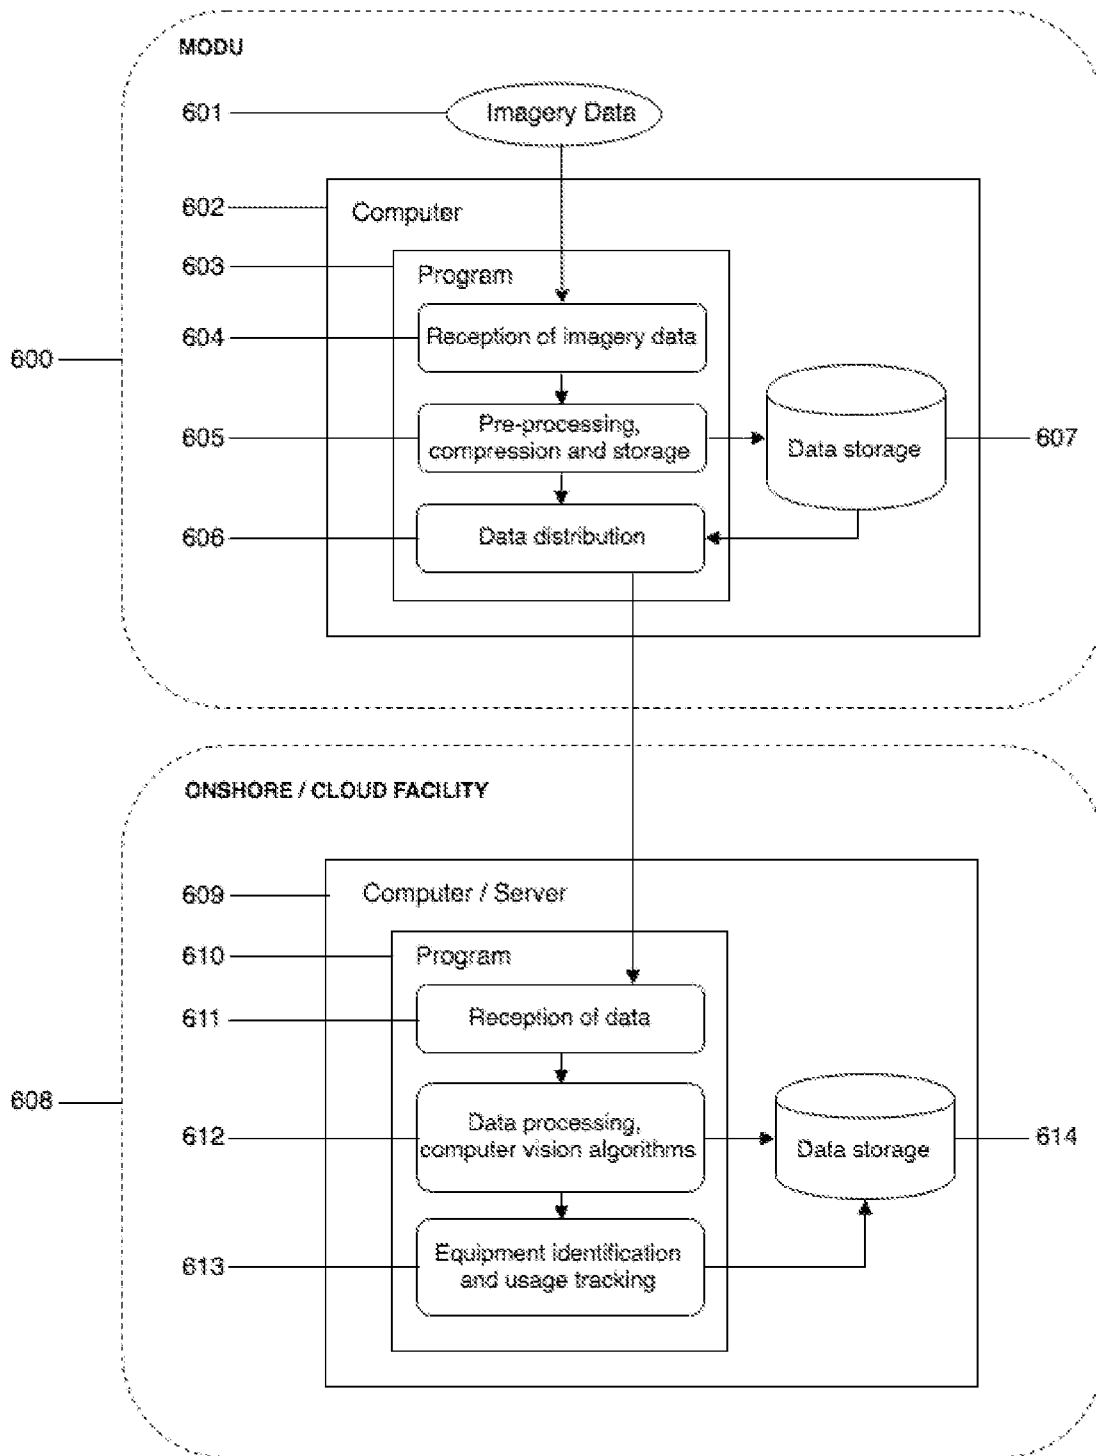 MODU
601
Imagery Data
602
Computer
603
Program
604
Reception of imagery data
600
605
Pre-processing,
compression and storage
Data storage
607
606
Data distribution
ONSHORE / CLOUD FACILITY
609
Computer / Server
610
Program
611
Reception of data
608
612
Data processing,
computer vision algorithms
Data storage
614
613
Equipment identification
and usage tracking